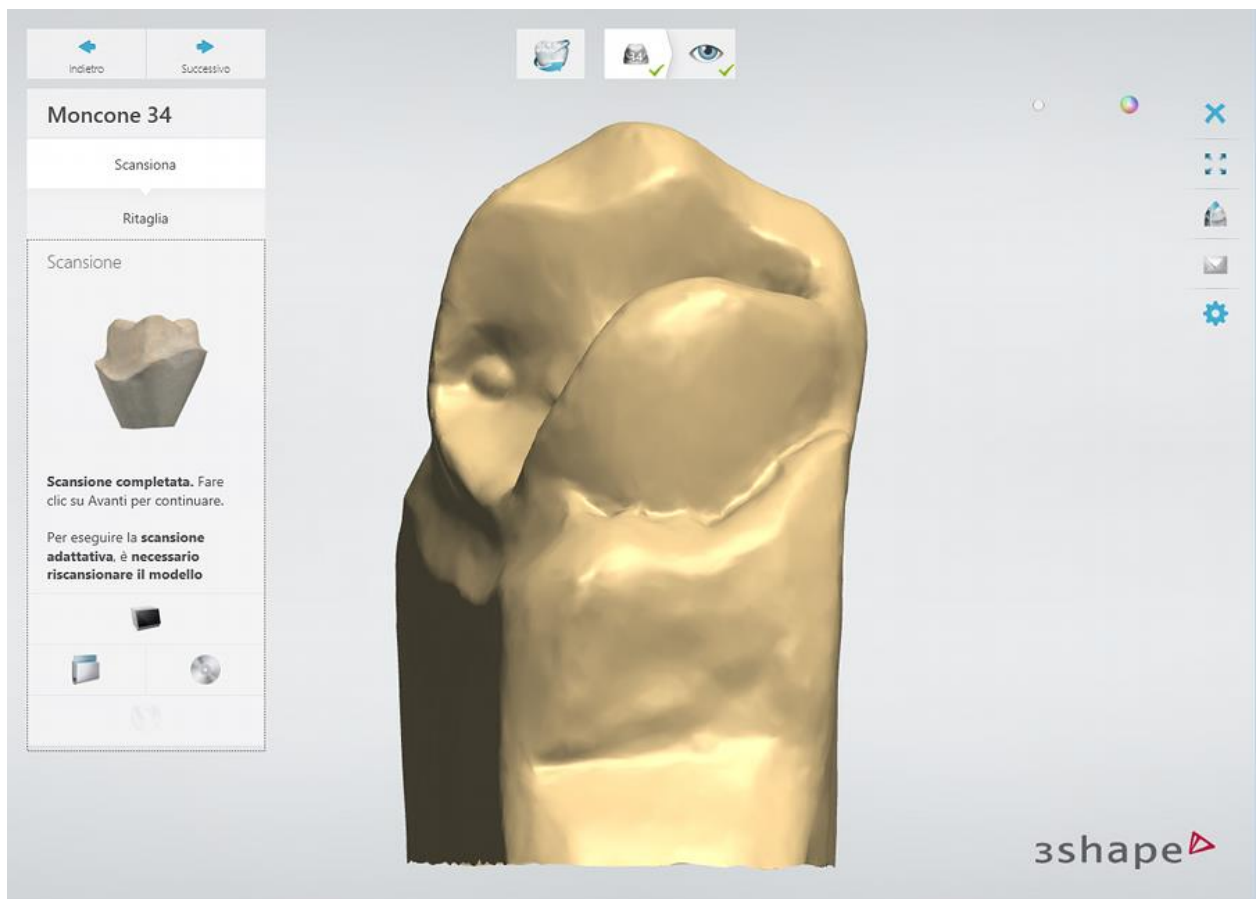 Indietro
Successivo
Moncone 34
Scansiona
Ritaglia
Scansione
Scansione completata. Fare
clic su Avanti per continuare.
Per eseguire la scansione
adattativa, è necessario
riscansionare il modello
34
3shape